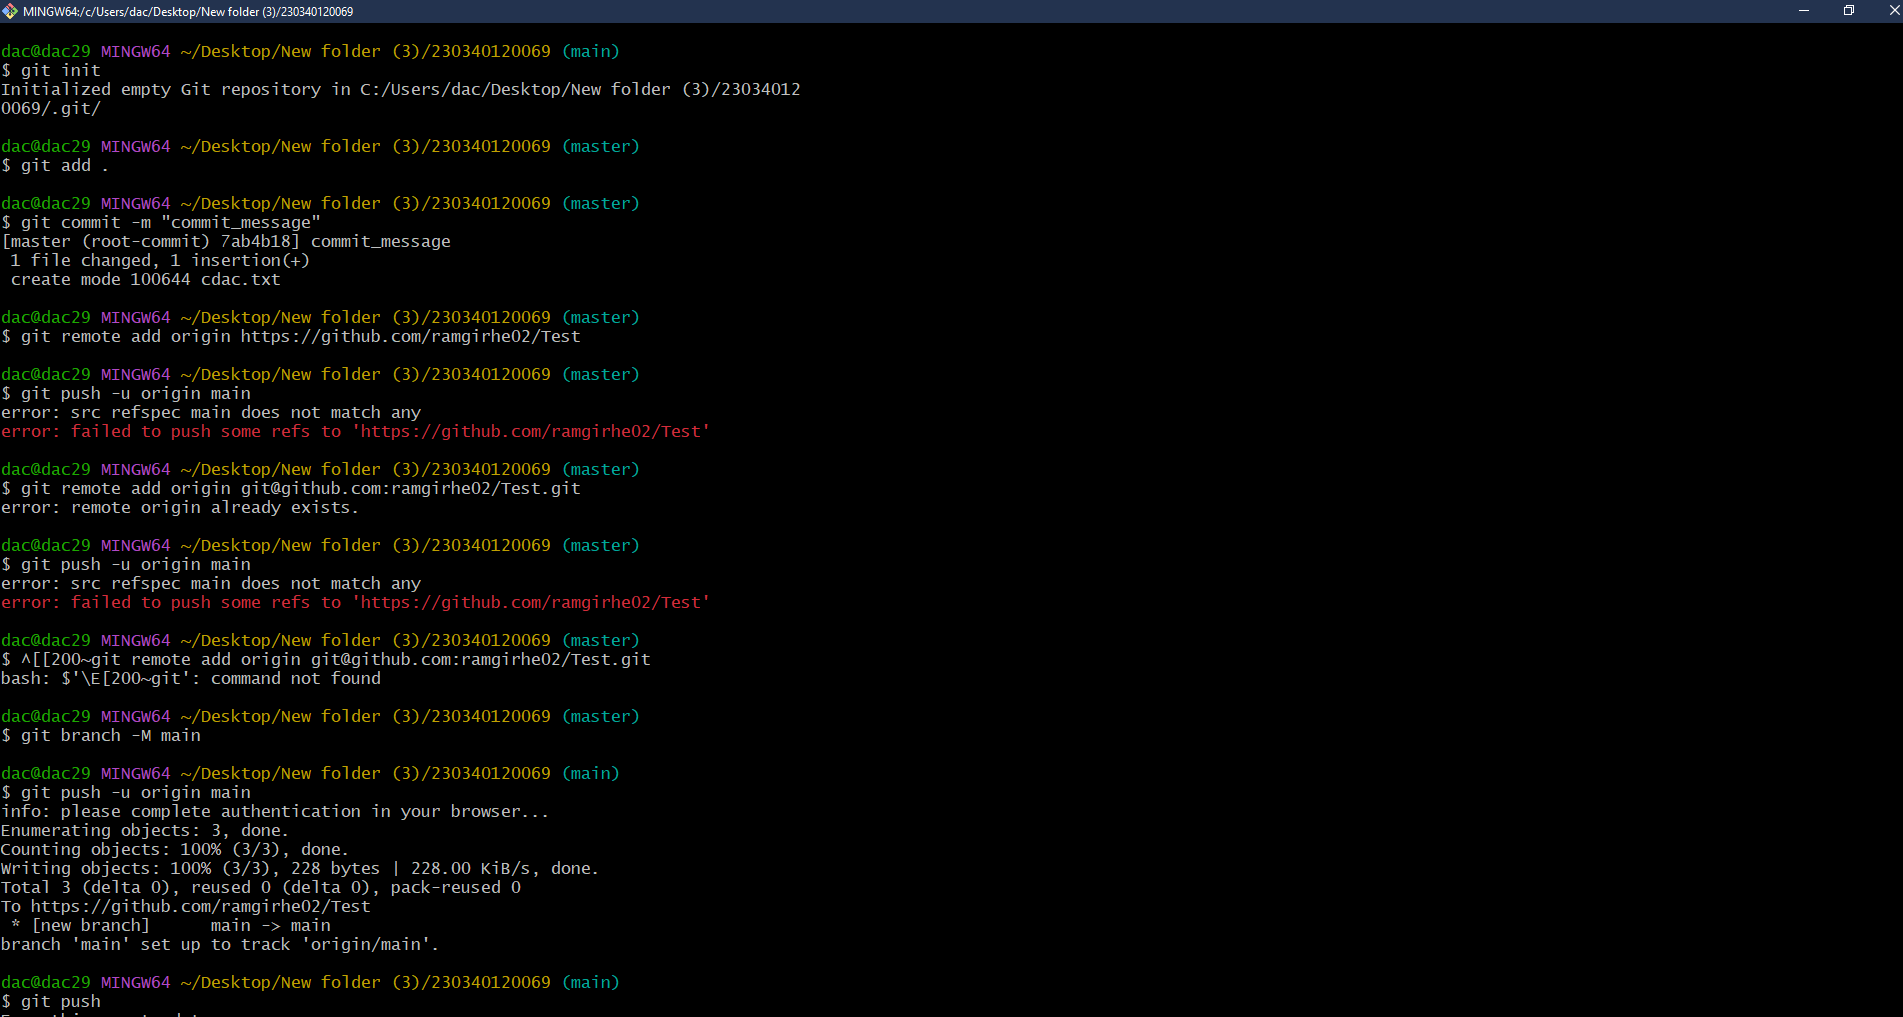 MINGW64:/c/Users/dac/Desktop/New folder (3)/230340120069
dac@dac29 MINGW64 ~/Desktop/New folder (3)/230340120069 (main)
$ git init
Initialized empty Git repository in C:/Users/dac/Desktop/New folder (3)/23034012
0069/.git/
dac@dac29 MINGW64 ~/Desktop/New folder (3)/230340120069 (master)
$ git add .
dac@dac29 MINGW64 ~/Desktop/New folder (3)/230340120069 (master)
$ git commit -m "commit_message"
[master (root-commit) 7ab4b18] commit_message
 1 file changed, 1 insertion(+)
 create mode 100644 cdac.txt
dac@dac29 MINGW64 ~/Desktop/New folder (3)/230340120069 (master)
$ git remote add origin https://github.com/ramgirhe02/Test
dac@dac29 MINGW64 ~/Desktop/New folder (3)/230340120069 (master)
$ git push -u origin main
error: src refspec main does not match any
error: failed to push some refs to 'https://github.com/ramgirhe02/Test'
dac@dac29 MINGW64 ~/Desktop/New folder (3)/230340120069 (master)
$ git remote add origin git@github.com:ramgirhe02/Test.git
error: remote origin already exists.
dac@dac29 MINGW64 ~/Desktop/New folder (3)/230340120069 (master)
$ git push -u origin main
error: src refspec main does not match any
error: failed to push some refs to 'https://github.com/ramgirhe02/Test'
dac@dac29 MINGW64 ~/Desktop/New folder (3)/230340120069 (master)
$ ^[[200~git remote add origin git@github.com:ramgirhe02/Test.git
bash: $'\E[200~git': command not found
dac@dac29 MINGW64 ~/Desktop/New folder (3)/230340120069 (master)
$ git branch -M main
dac@dac29 MINGW64 ~/Desktop/New folder (3)/230340120069 (main)
$ git push -u origin main
info: please complete authentication in your browser...
Enumerating objects: 3, done.
Counting objects: 100% (3/3), done.
Writing objects: 100% (3/3), 228 bytes | 228.00 KiB/s, done.
Total 3 (delta 0), reused 0 (delta 0), pack-reused 0
To https://github.com/ramgirhe02/Test
 * [new branch]      main -> main
branch 'main' set up to track 'origin/main'.
dac@dac29 MINGW64 ~/Desktop/New folder (3)/230340120069 (main)
$ git push